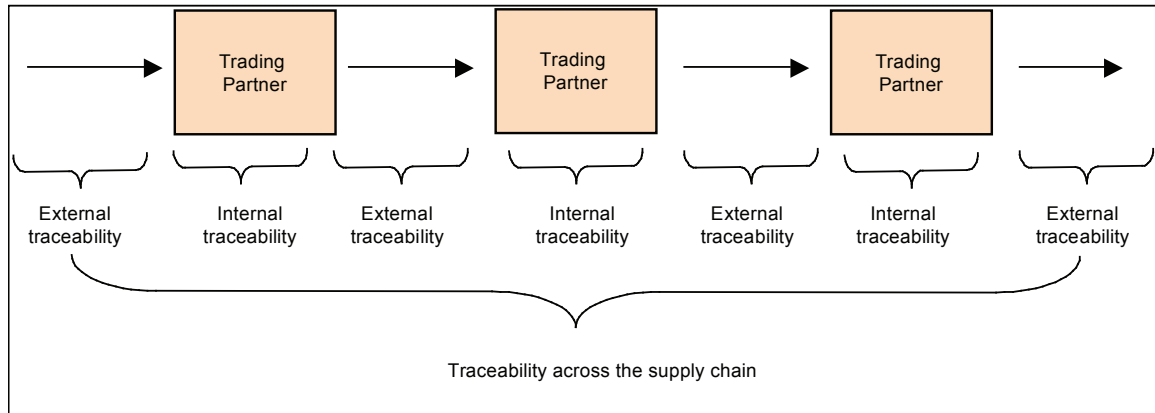 Trading
Partner
Trading
Partner
Trading
Partner
External
traceability
Internal
traceability
External
traceability
Internal
traceability
External
traceability
Internal
traceability
External
traceability
Traceability across the supply chain